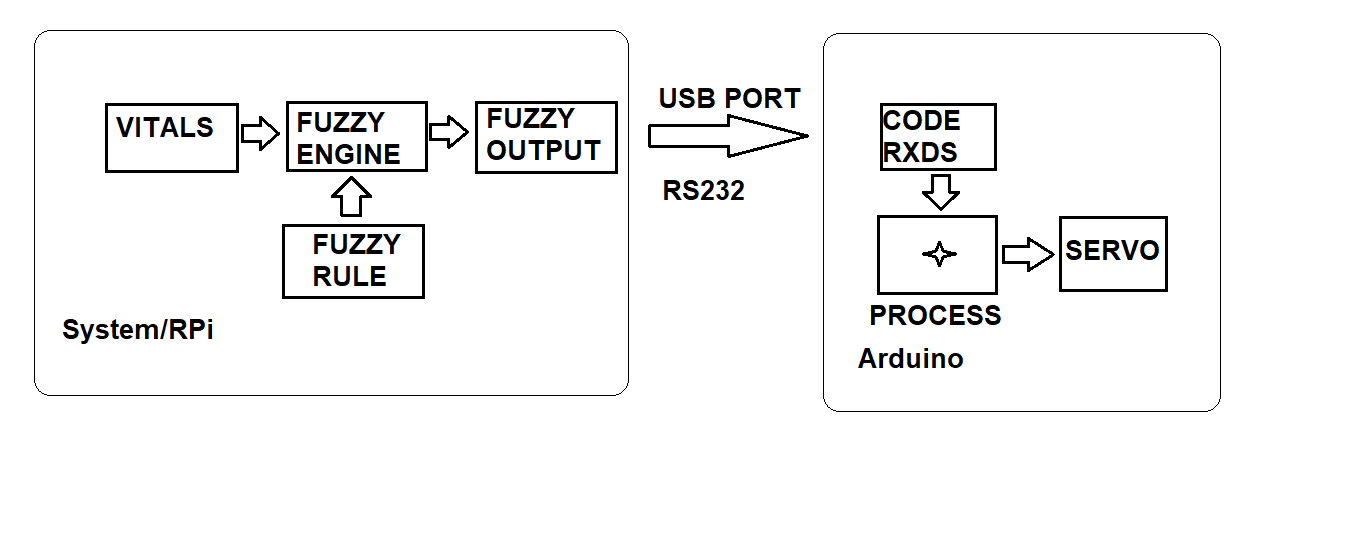 VITALS
FUZZY
ENGINE
FUZZY
OUTPUT
FUZZY
RULE
System/RPi
USB PORT
RS232
CODE
RXDS
PROCESS
SERVO
Arduino